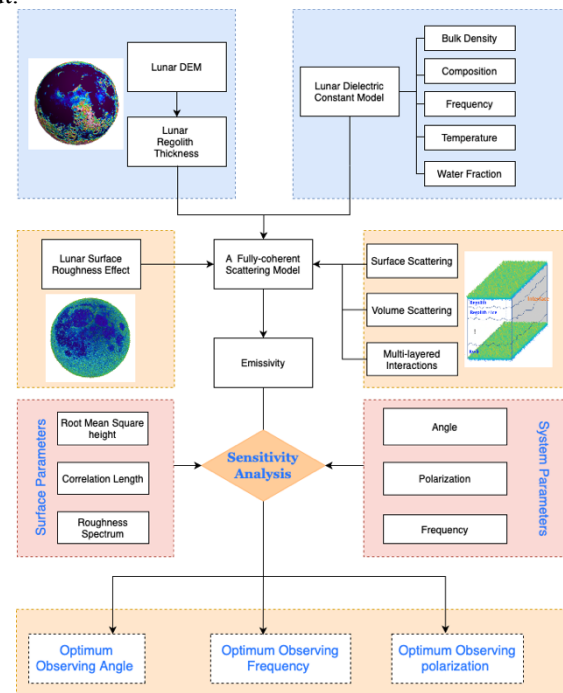 Lunar DEM
Lunar
Regolith
Thickness
Lunar Dielectric
Constant Model
Bulk Density
Composition
Frequency
Temperature
Water Fraction
Lunar Surface
Roughness Effect
A Fully-coherent
Scattering Model
Surface Scattering
Volume Scattering
Multi-layered
Interactions
Regolith
Emissivity
Surface Parameters
Root Mean Square
height
Correlation Length
Roughness
Spectrum
Sensitivity
Analysis
Angle
Polarization
Frequency
System Parameters
Optimum
Observing Angle
Optimum Observing
Frequency
Optimum Observing
polarization